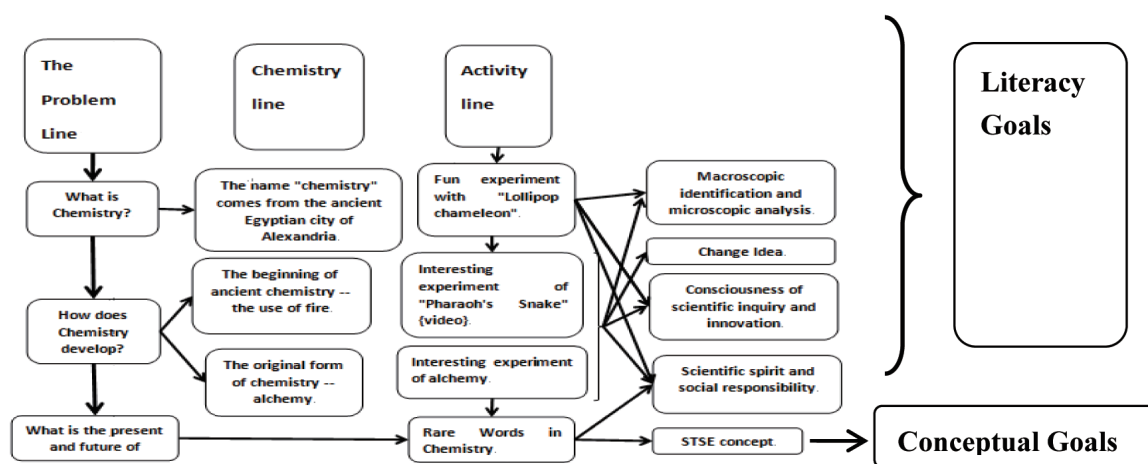 The
Problem
Line
Chemistry
line
Activity
line
Literacy
Goals
What is
Chemistry?
The name "chemistry"
comes from the ancient
Egyptian city of
Alexandria.
Fun experiment
with "Lollipop
chameleon".
Macroscopic
identification and
microscopic analysis.
Change Idea.
How does
Chemistry
develop?
The beginning of
ancient chemistry --
the use of fire.
Interesting
experiment of
"Pharaoh's Snake"
{video}.
Consciousness of
scientific inquiry and
innovation.
The original form
of chemistry --
alchemy.
Interesting experiment
of alchemy.
Scientific spirit and
social responsibility.
What is the present
and future of
Rare Words in
Chemistry.
STSE concept.
Conceptual Goals